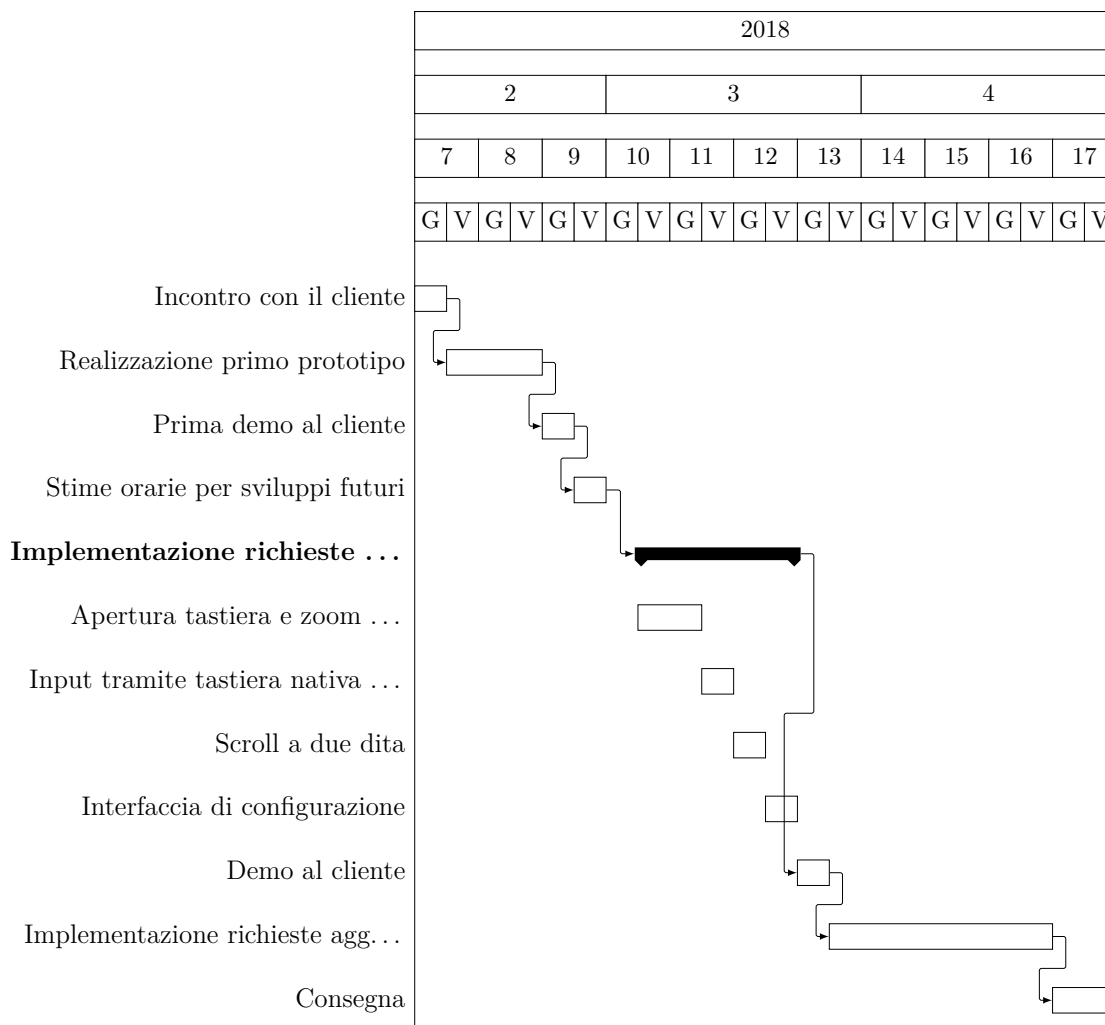 2018
2 3 4
7 8 9 10 11 12 13 14 15 16 17
G V G V G V G V G V G V G V G V G V G V G V
Incontro con il cliente
Realizzazione primo prototipo
Prima demo al cliente
Stime orarie per sviluppi futuri
Implementazione richieste ...
Apertura tastiera e zoom ...
Input tramite tastiera nativa ...
Scroll a due dita
Interfaccia di configurazione
Demo al cliente
Implementazione richieste agg...
Consegna